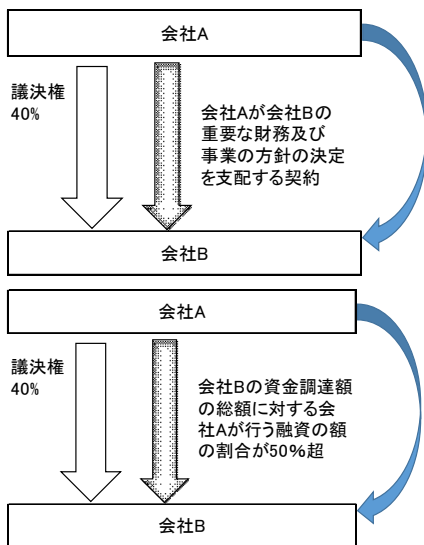 会社A
議決権
40%
会社Aが会社Bの
重要な財務及び
事業の方針の決定
を支配する契約
会社B
会社A
議決権
40%
会社Bの資金調達額
の総額に対する会
社Aが行う融資の額
の割合が50%超
会社B